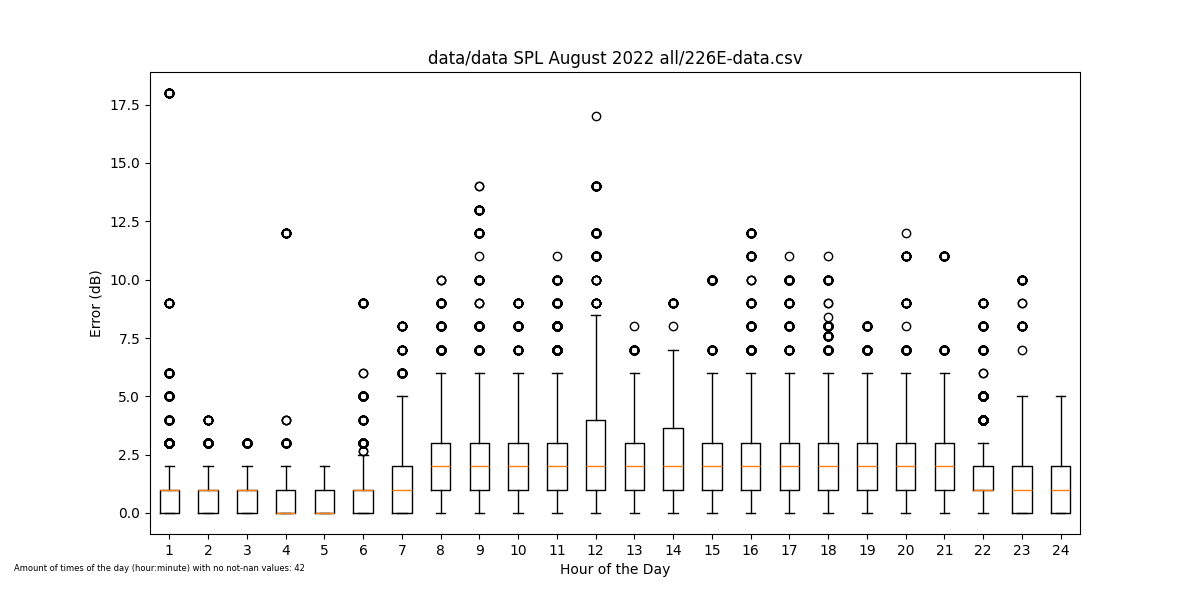 data/data SPL August 2022 all/226E-data.csv
17.5
15.0
12.5
10.0
7.5
5.0
2.5
0.0
Error (dB)
1 2 3 4 5 6 7 8 9 10 11 12 13 14 15 16 17 18 19 20 21 22 23 24
Hour of the Day
Amount of times of the day (hour:minute) with no not-nan values: 42